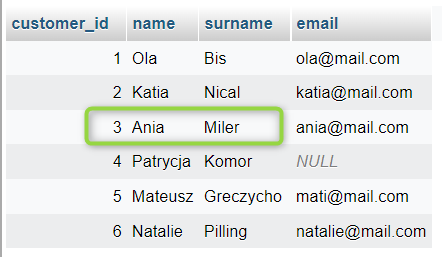 customer_id name surname email
1 Ola Bis ola@mail.com
2 Katia Nical katia@mail.com
3 Ania Miler ania@mail.com
4 Patrycja Komor NULL
5 Mateusz Greczycho mati@mail.com
6 Natalie Pilling natalie@mail.com